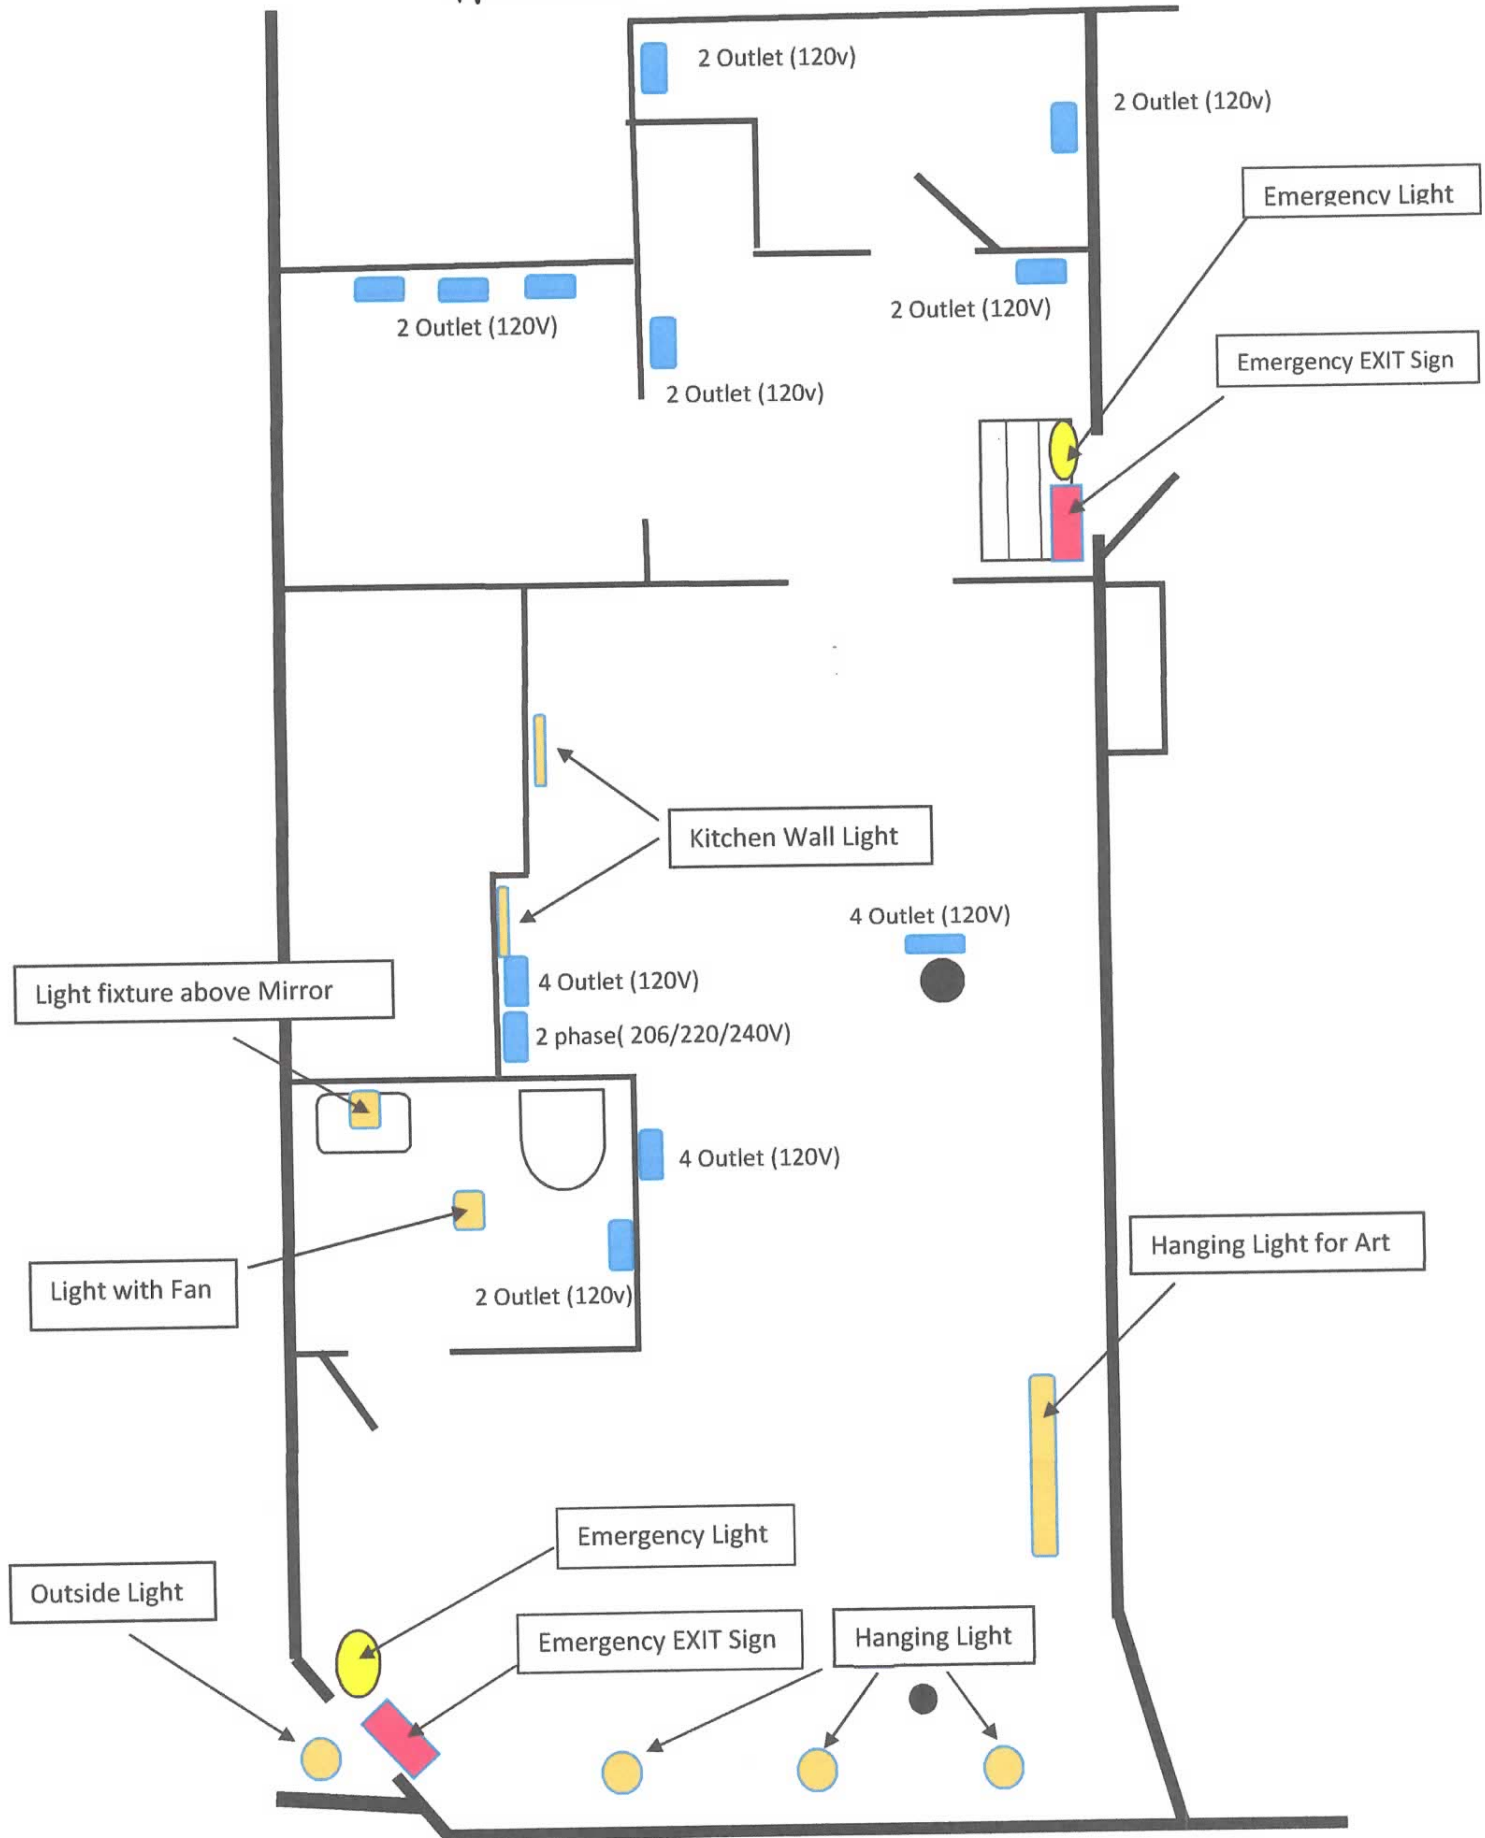 2 Outlet (120v)
2 Outlet (120v)
Emergency Light
2 Outlet (120V)
2 Outlet (120V)
Emergency EXIT Sign
2 Outlet (120v)
Kitchen Wall Light
4 Outlet (120V)
Light fixture above Mirror
4 Outlet (120V)
2 phase( 206/220/240V)
4 Outlet (120V)
Hanging Light for Art
Light with Fan
2 Outlet (120v)
Emergency Light
Outside Light
Emergency EXIT Sign
Hanging Light